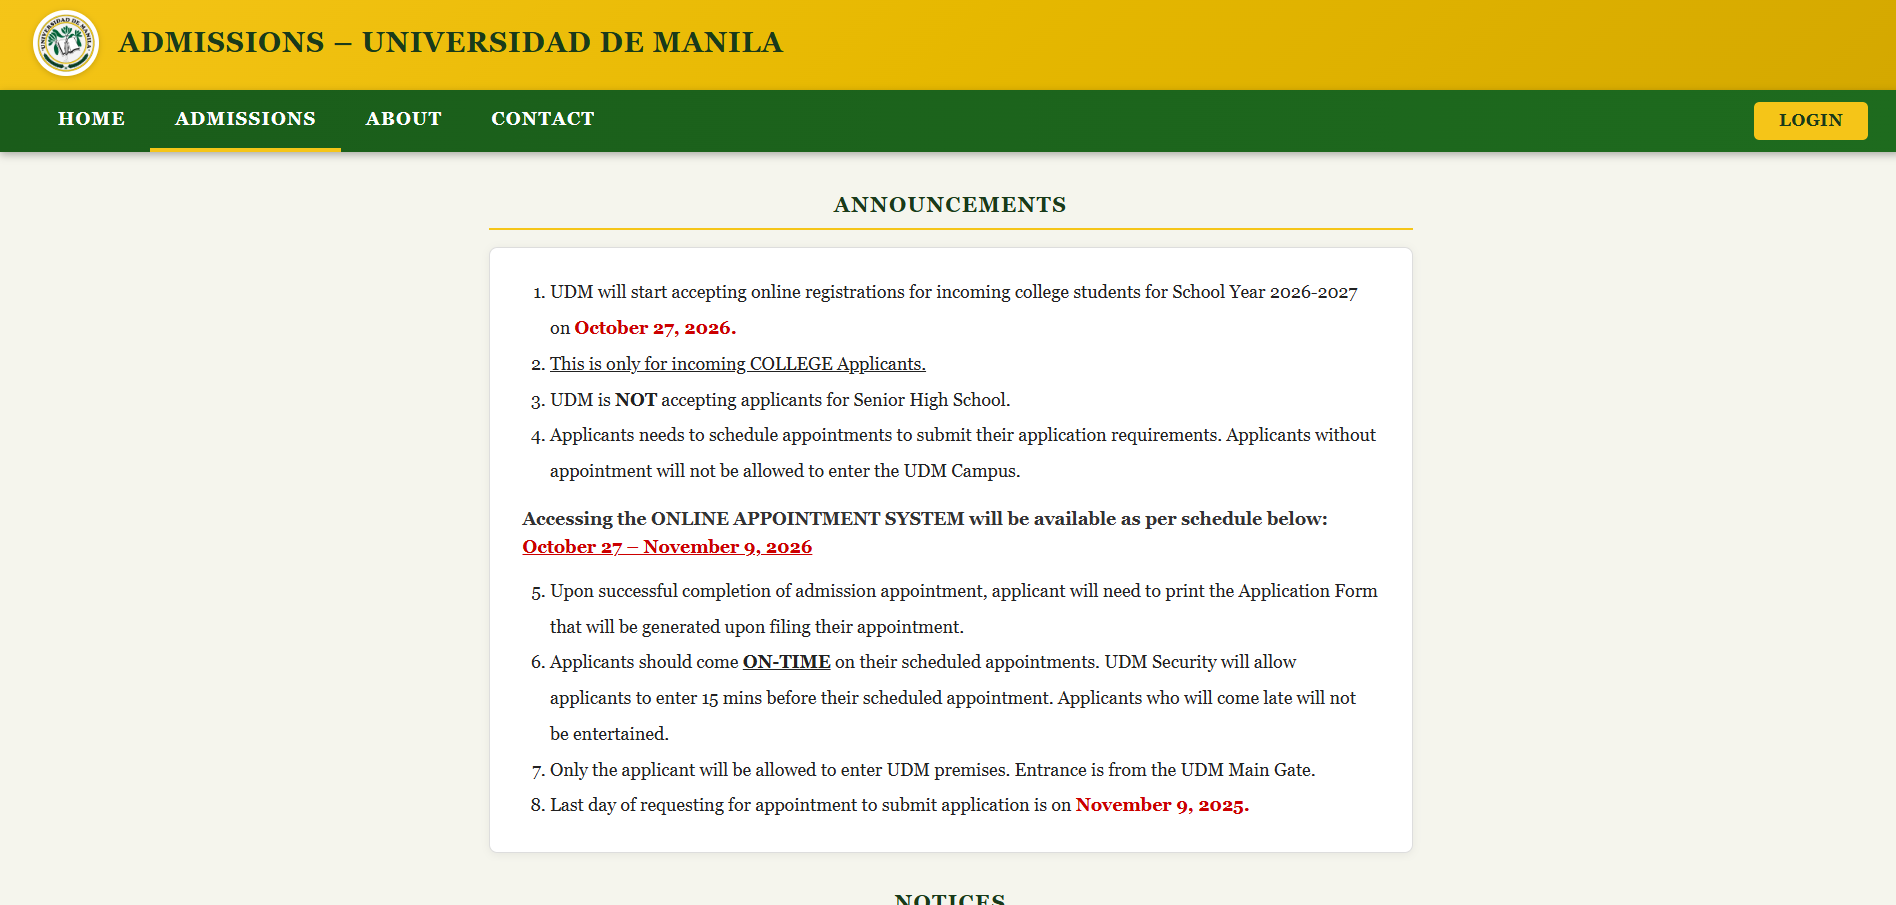 UNIVERSIDAD DE MANILA
ADMISSIONS – UNIVERSIDAD DE MANILA
HOME
ADMISSIONS
ABOUT
CONTACT
LOGIN
ANNOUNCEMENTS
1. UDM will start accepting online registrations for incoming college students for School Year 2026-2027
on October 27, 2026.
2. This is only for incoming COLLEGE Applicants.
3. UDM is NOT accepting applicants for Senior High School.
4. Applicants needs to schedule appointments to submit their application requirements. Applicants without
appointment will not be allowed to enter the UDM Campus.
Accessing the ONLINE APPOINTMENT SYSTEM will be available as per schedule below:
October 27 – November 9, 2026
5. Upon successful completion of admission appointment, applicant will need to print the Application Form
that will be generated upon filing their appointment.
6. Applicants should come ON-TIME on their scheduled appointments. UDM Security will allow
applicants to enter 15 mins before their scheduled appointment. Applicants who will come late will not
be entertained.
7. Only the applicant will be allowed to enter UDM premises. Entrance is from the UDM Main Gate.
8. Last day of requesting for appointment to submit application is on November 9, 2025.
NOTICES